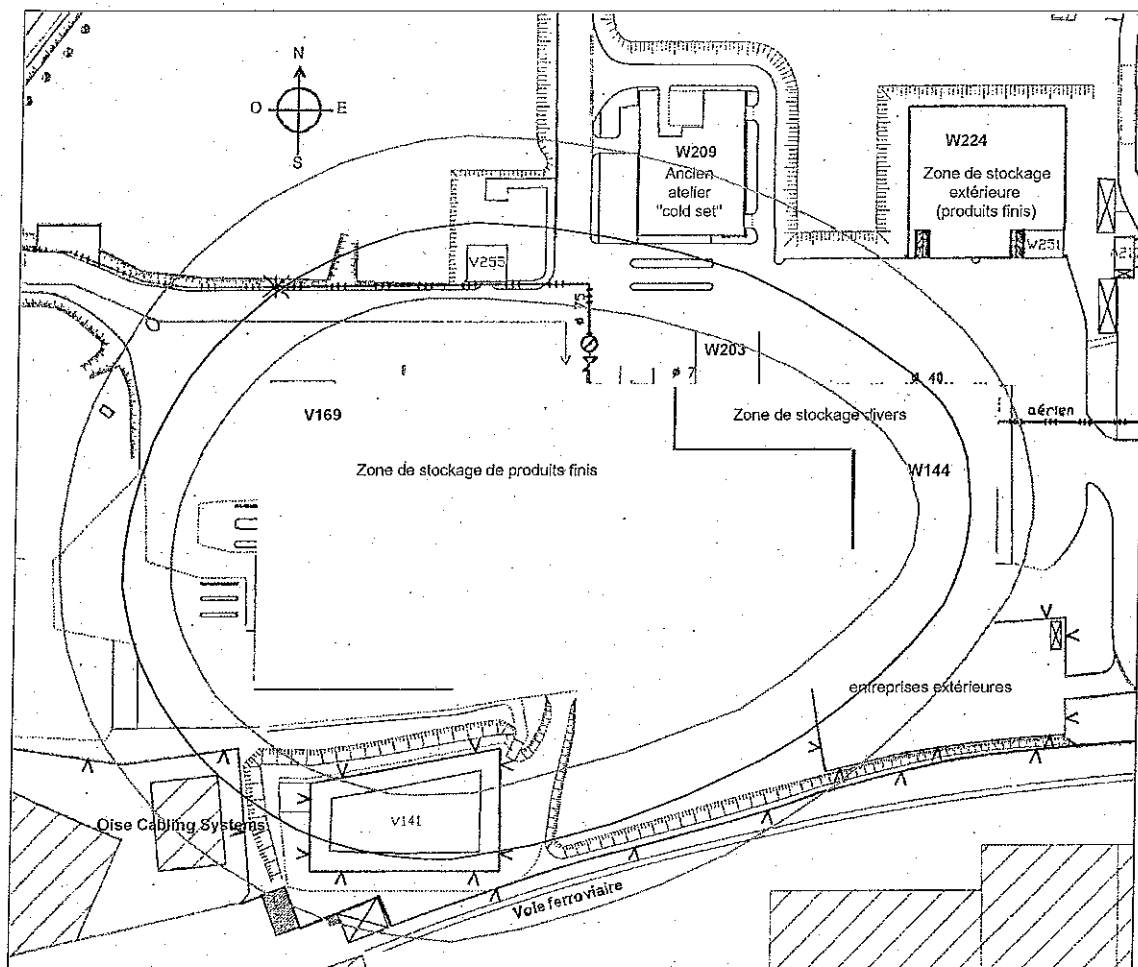 N
O E
S
W209
Ancien
atelier
"cold set"
W224
Zone de stockage
extérieure
(produits finis)
W251
V255
ø 75
W203
ø 7
ø 40
aérien
V169
Zone de stockage divers
Zone de stockage de produits finis
W144
entreprises extérieures
Oise Cabling Systems
V141
Voie ferroviaire